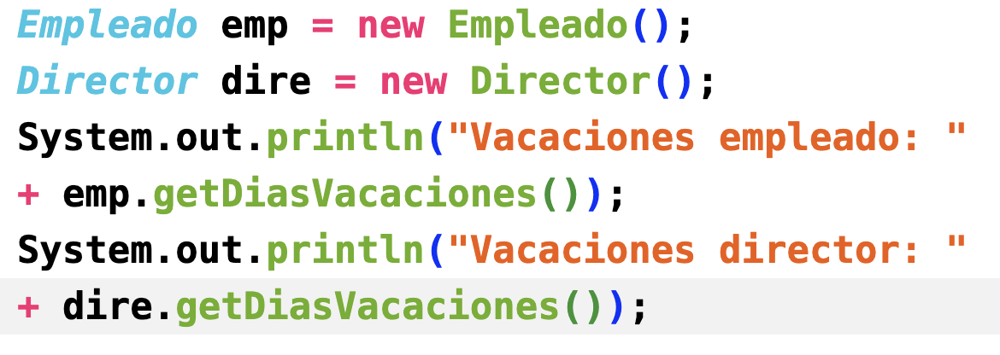 Empleado emp = new Empleado();
Director dire = new Director();
System.out.println("Vacaciones empleado: "
+ emp.getDiasVacaciones());
System.out.println("Vacaciones director: "
+ dire.getDiasVacaciones());